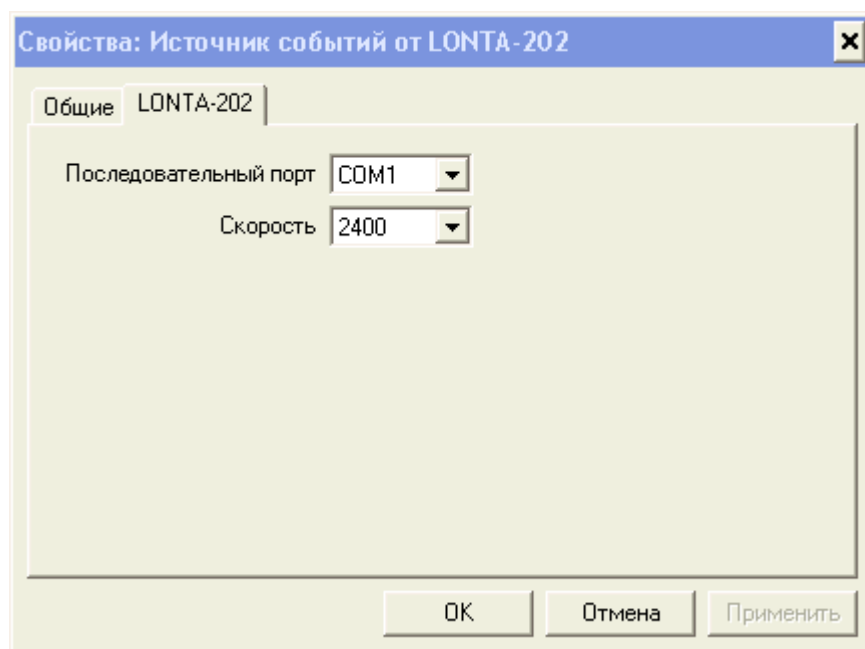 Свойства: Источник событий от LONTA-202
Общие LONTA-202
Последовательный порт COM1
Скорость 2400
OK Отмена Применить